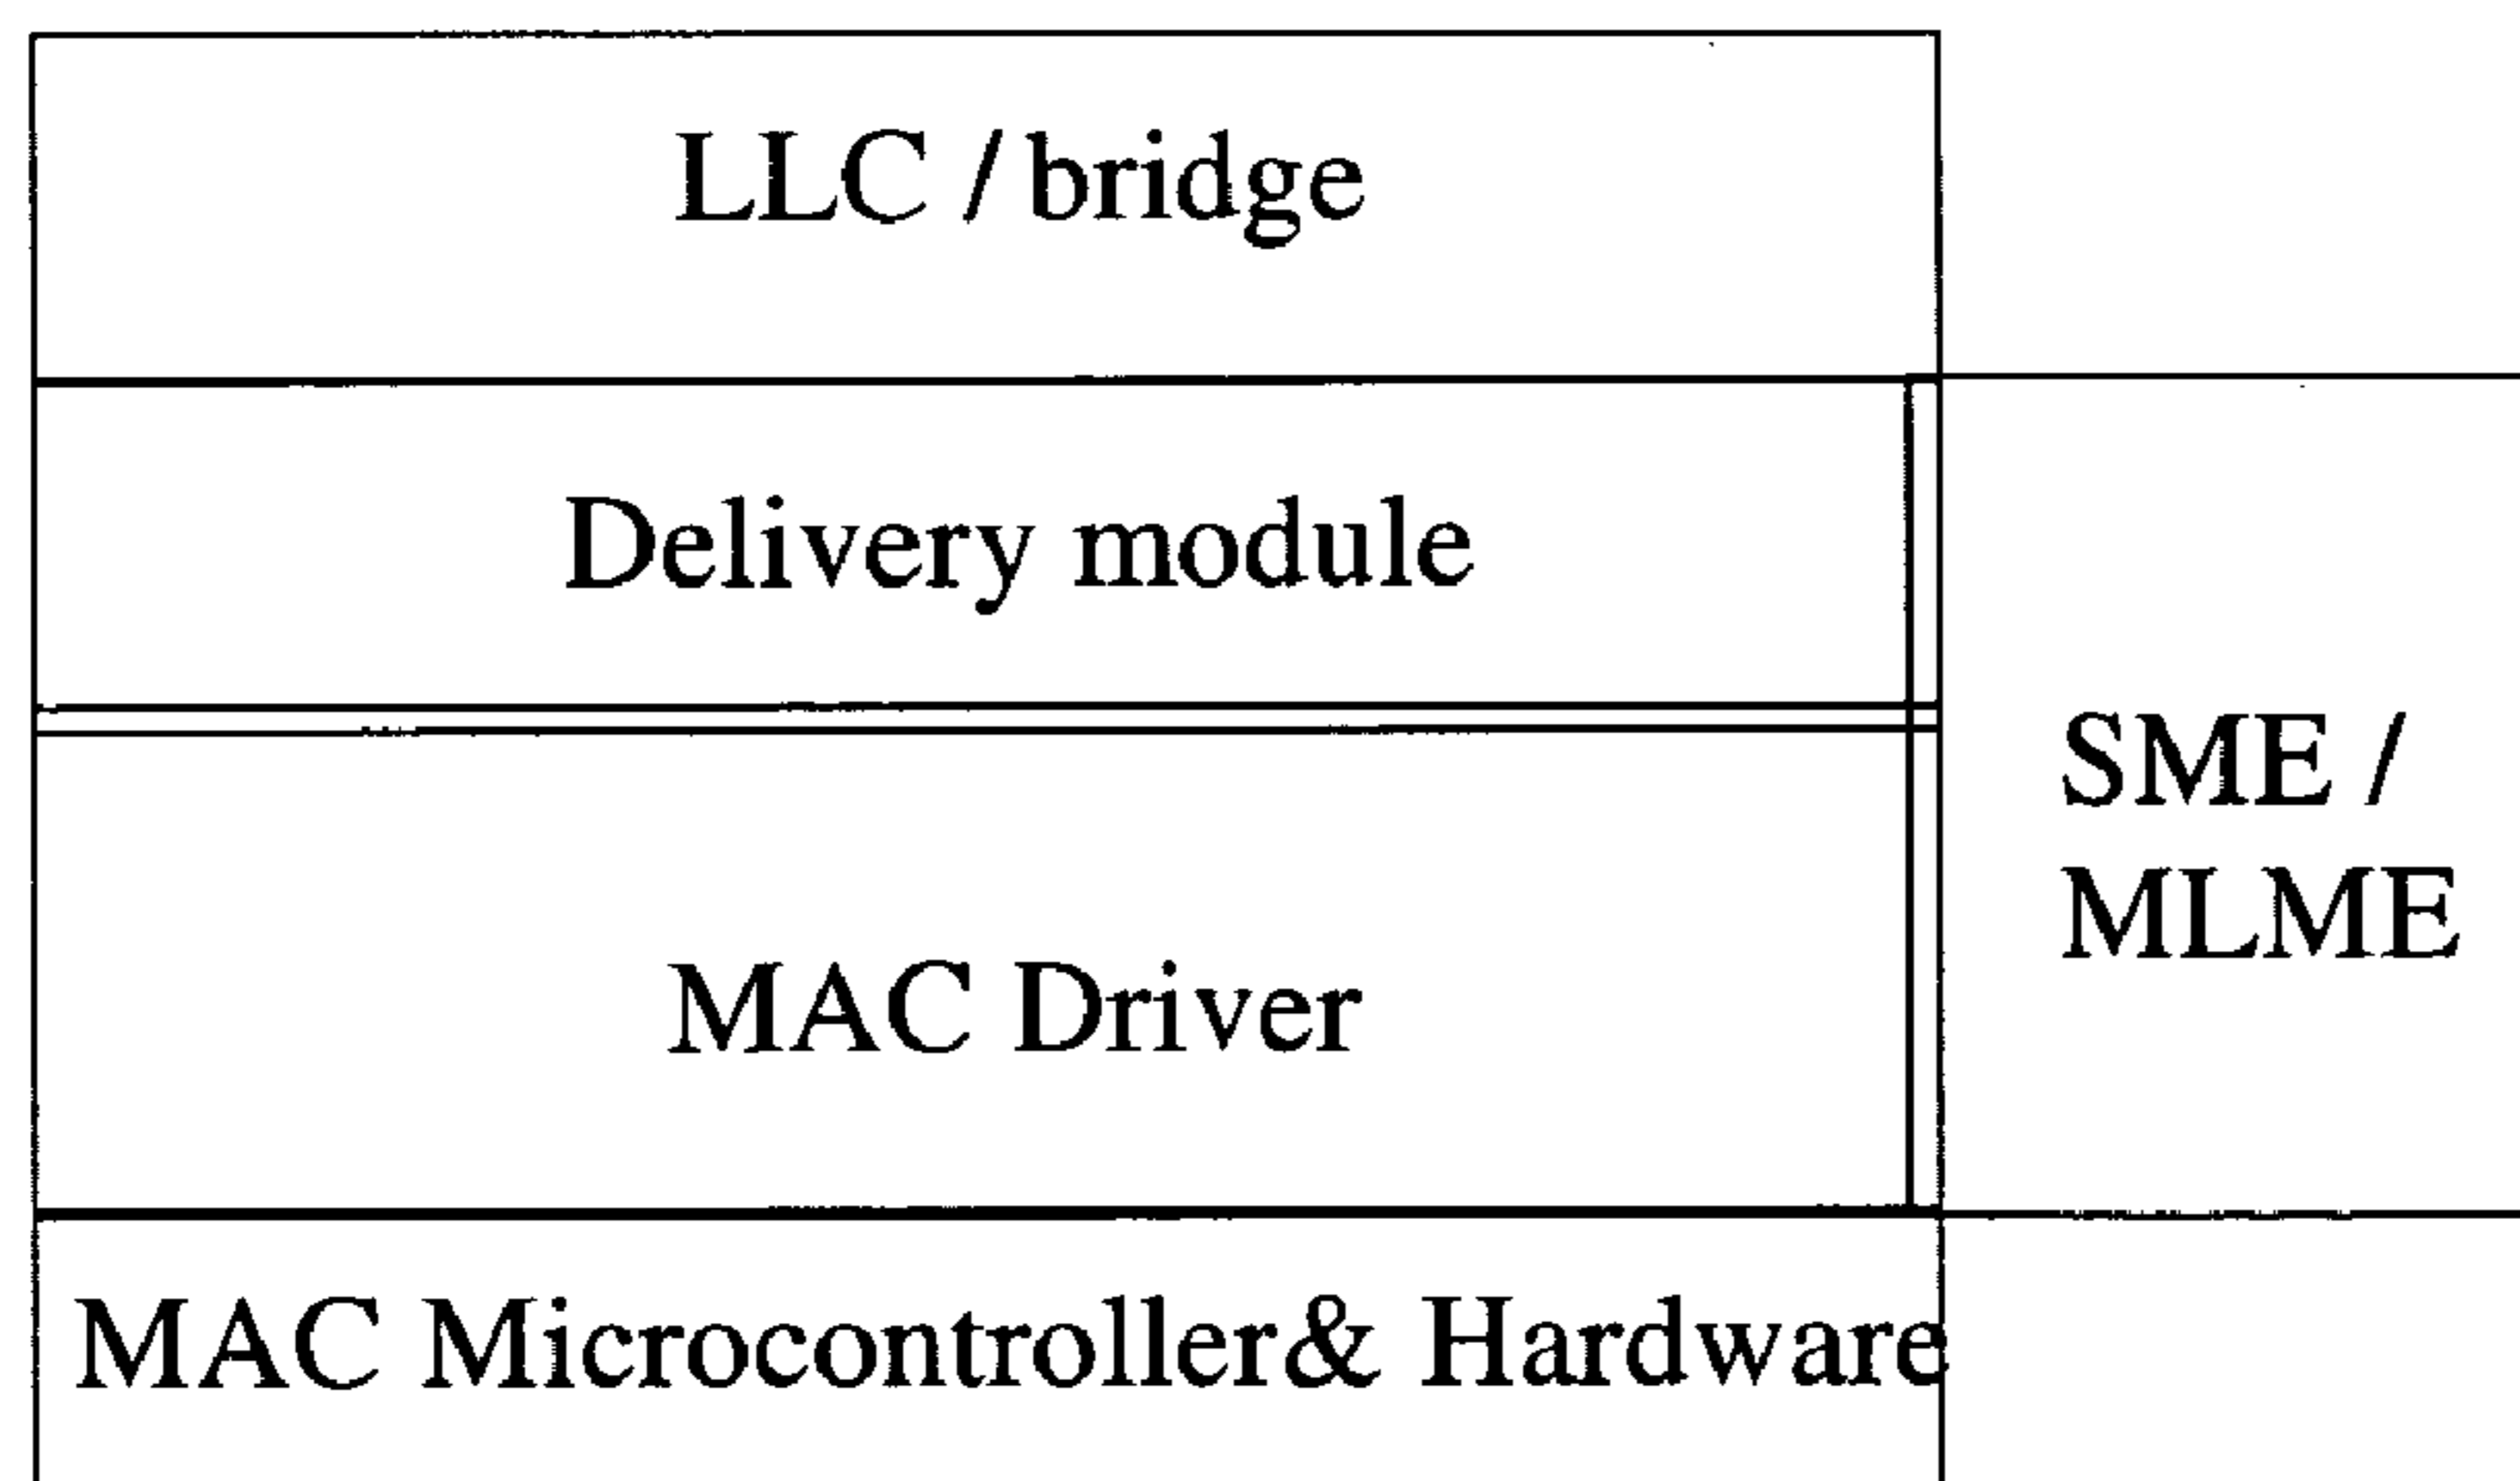 LLC / bridge
Delivery module
SME /
MLME
MAC Driver
MAC Microcontroller& Hardware